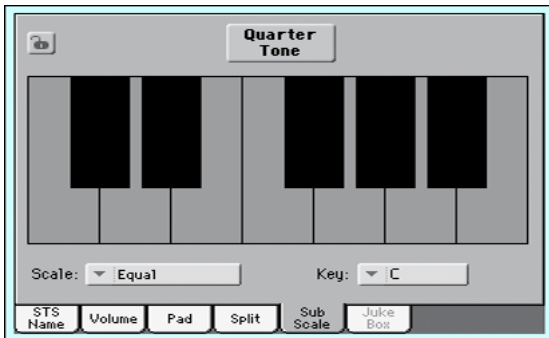 Quarter
Tone
Scale: Equal Key: C
STS
Name Volume Pad Split Sub
Scale Juke
Box